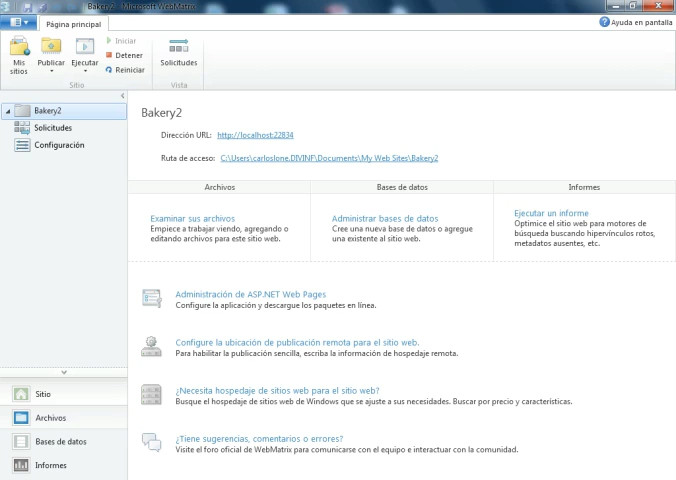 Bakery2 - Microsoft WebMatrix
Página principal
Ayuda en pantalla
Mis sitios
Publicar
Ejecutar
Iniciar
Detener
Reiniciar
Solicitudes
Sitio
Vista
Bakery2
Solicitudes
Configuración
Bakery2
Dirección URL: http://localhost:22834
Ruta de acceso: C:\Users\carloslone.DIVINF\Documents\My Web Sites\Bakery2
Archivos
Bases de datos
Informes
Examinar sus archivos
Empiece a trabajar viendo, agregando o
editando archivos para este sitio web.
Administrar bases de datos
Cree una nueva base de datos o agregue
una existente al sitio web.
Ejecutar un informe
Optimice el sitio web para motores de
búsqueda buscando hipervínculos rotos,
metadatos ausentes, etc.
Administración de ASP.NET Web Pages
Configure la aplicación y descargue los paquetes en línea.
Configure la ubicación de publicación remota para el sitio web.
Para habilitar la publicación sencilla, escriba la información de hospedaje remota.
¿Necesita hospedaje de sitios web para el sitio web?
Busque el hospedaje de sitios web de Windows que se ajuste a sus necesidades. Buscar por precio y características.
¿Tiene sugerencias, comentarios o errores?
Visite el foro oficial de WebMatrix para comunicarse con el equipo e interactuar con la comunidad.
Sitio
Archivos
Bases de datos
Informes